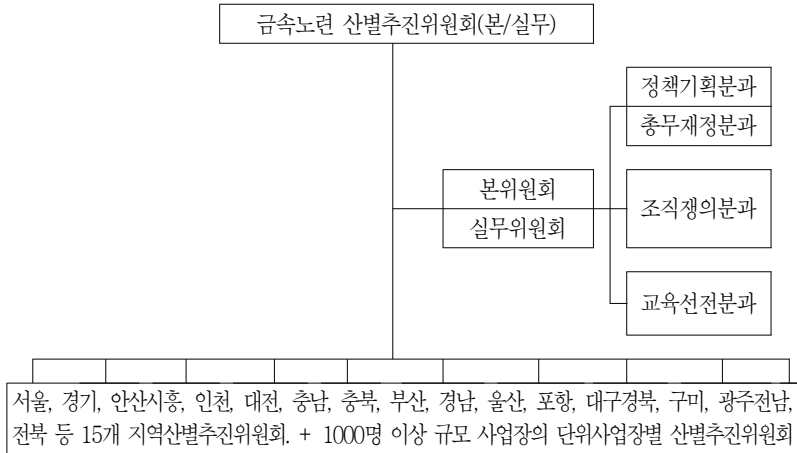 금속노련 산별추진위원회(본/실무)
정책기획분과
총무재정분과
본위원회
실무위원회
조직쟁의분과
교육선전분과
서울, 경기, 안산시흥, 인천, 대전, 충남, 충북, 부산, 경남, 울산, 포항, 대구경북, 구미, 광주전남,
전북 등 15개 지역산별추진위원회. + 1000명 이상 규모 사업장의 단위사업장별 산별추진위원회